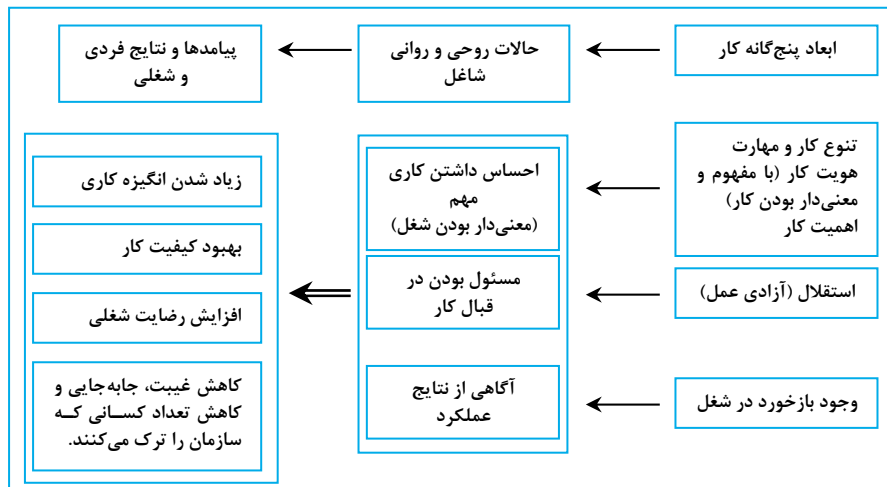 ابعاد پنج‌گانه کار
حالات روحی و روانی
شاغل
پیامدها و نتایج فردی
و شغلی
تنوع کار و مهارت
هویت کار (با مفهوم و
معنی‌دار بودن کار)
اهمیت کار
استقلال (آزادی عمل)
وجود بازخورد در شغل
احساس داشتن کاری
مهم
(معنی‌دار بودن شغل)
مسئول بودن در
قبال کار
آگاهی از نتایج
عملکرد
زیاد شدن انگیزه کاری
بهبود کیفیت کار
افزایش رضایت شغلی
کاهش غیبت، جابه‌جایی و
کاهش تعداد کســانی کــه
سازمان را ترک می‌کنند.